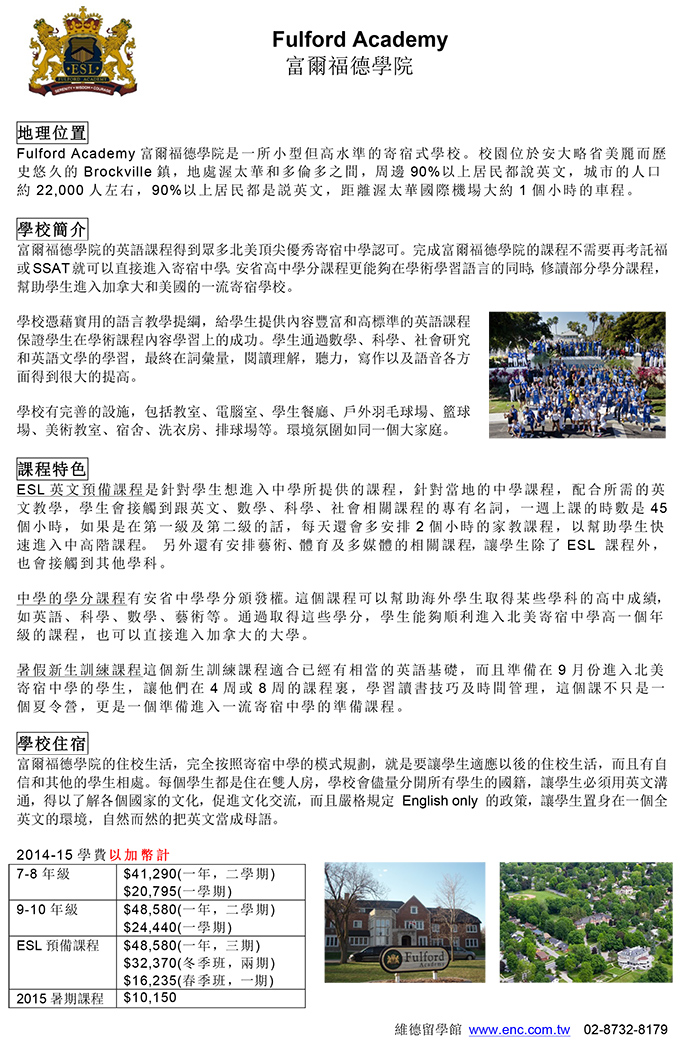 ESL
FULFORD ACADEMY
SERENITY • WISDOM • COURAGE
Fulford Academy
富爾福德學院
地理位置
Fulford Academy 富爾福德學院是一所小型但高水準的寄宿式學校。校園位於安大略省美麗而歷
史悠久的 Brockville 鎮，地處渥太華和多倫多之間，周邊 90%以上居民都說英文，城市的人口
約 22,000 人左右，90%以上居民都是説英文，距離渥太華國際機場大約 1 個小時的車程。
學校簡介
富爾福德學院的英語課程得到眾多北美頂尖優秀寄宿中學認可。完成富爾福德學院的課程不需要再考託福
或SSAT就可以直接進入寄宿中學。安省高中學分課程更能夠在學術學習語言的同時，修讀部分學分課程，
幫助學生進入加拿大和美國的一流寄宿學校。
學校憑藉實用的語言教學提綱，給學生提供內容豐富和高標準的英語課程
保證學生在學術課程內容學習上的成功。學生通過數學、科學、社會研究
和英語文學的學習，最終在詞彙量，閱讀理解，聽力，寫作以及語音各方
面得到很大的提高。
學校有完善的設施，包括教室、電腦室、學生餐廳、戶外羽毛球場、籃球
場、美術教室、宿舍、洗衣房、排球場等。環境氛圍如同一個大家庭。
課程特色
ESL 英文預備課程是針對學生想進入中學所提供的課程，針對當地的中學課程，配合所需的英
文教學，學生會接觸到跟英文、數學、科學、社會相關課程的專有名詞，一週上課的時數是 45
個小時，如果是在第一級及第二級的話，每天還會多安排 2 個小時的家教課程，以幫助學生快
速進入中高階課程。 另外還有安排藝術、體育及多媒體的相關課程，讓學生除了 ESL 課程外，
也會接觸到其他學科。
中學的學分課程有安省中學學分頒發權。這個課程可以幫助海外學生取得某些學科的高中成績，
如英語、科學、數學、藝術等。通過取得這些學分，學生能夠順利進入北美寄宿中學高一個年
級的課程，也可以直接進入加拿大的大學。
暑假新生訓練課程這個新生訓練課程適合已經有相當的英語基礎，而且準備在 9 月份進入北美
寄宿中學的學生，讓他們在 4 周或 8 周的課程裏，學習讀書技巧及時間管理，這個課不只是一
個夏令營，更是一個準備進入一流寄宿中學的準備課程。
學校住宿
富爾福德學院的住校生活，完全按照寄宿中學的模式規劃，就是要讓學生適應以後的住校生活，而且有自
信和其他的學生相處。每個學生都是住在雙人房，學校會儘量分開所有學生的國籍，讓學生必須用英文溝
通，得以了解各個國家的文化，促進文化交流，而且嚴格規定 English only 的政策，讓學生置身在一個全
英文的環境，自然而然的把英文當成母語。
2014-15 學費以加幣計
7-8 年級 $41,290(一年，二學期)
$20,795(一學期)
9-10 年級 $48,580(一年，二學期)
$24,440(一學期)
ESL 預備課程 $48,580(一年，三期)
$32,370(冬季班，兩期)
$16,235(春季班，一期)
2015 暑期課程 $10,150
Fulford
Academy
維德留學館 www.enc.com.tw 02-8732-8179